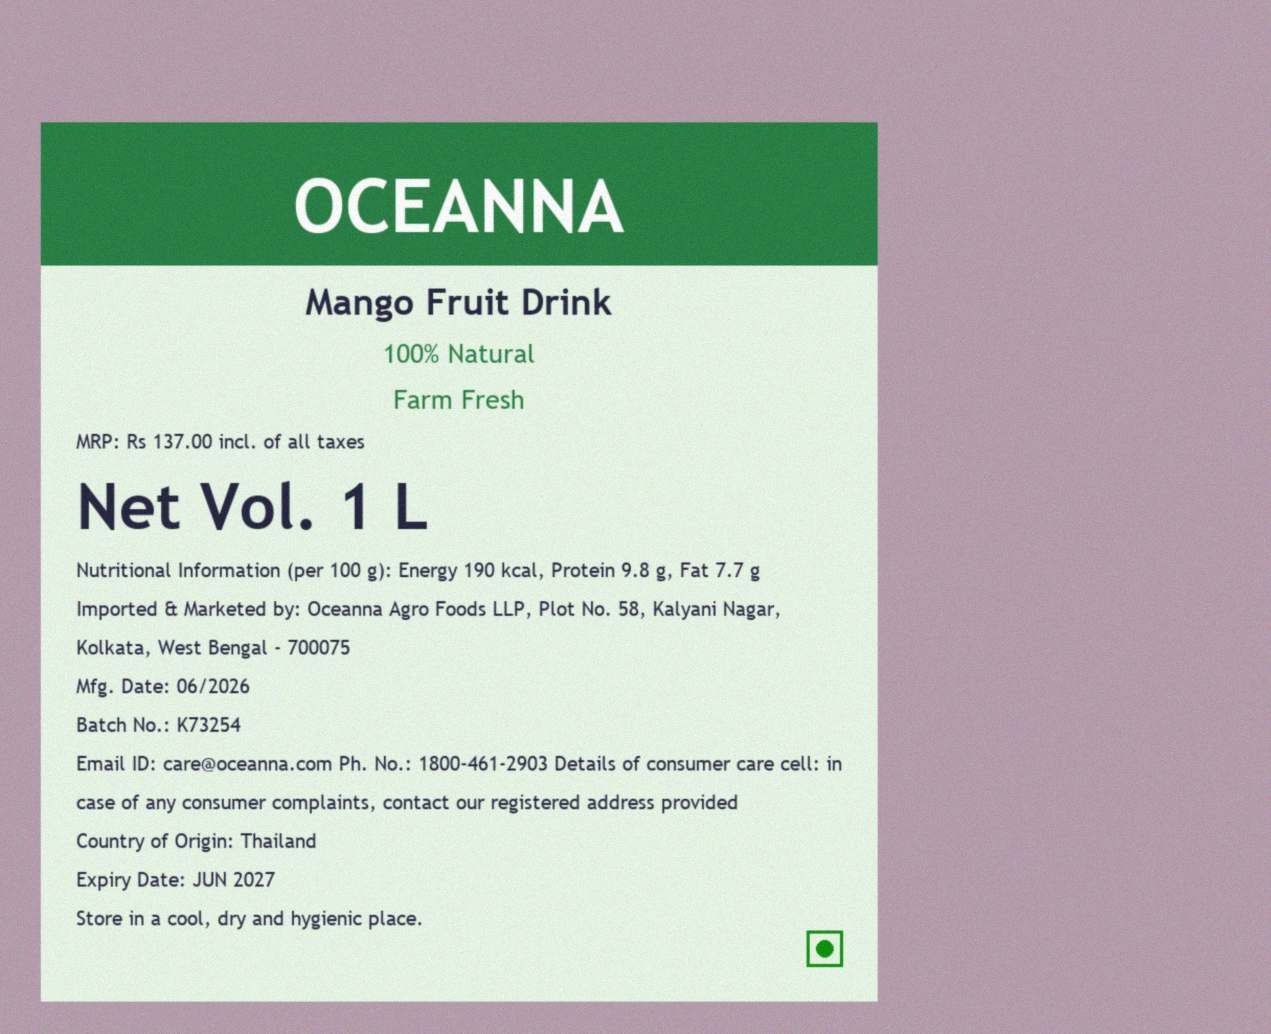 OCEANNA
Mango Fruit Drink
100% Natural
Farm Fresh
MRP: Rs 137.00 incl. of all taxes
Net Vol. 1 L
Nutritional Information (per 100 g): Energy 190 kcal, Protein 9.8 g, Fat 7.7 g
Imported & Marketed by: Oceanna Agro Foods LLP, Plot No. 58, Kalyani Nagar,
Kolkata, West Bengal - 700075
Mfg. Date: 06/2026
Batch No.: K73254
Email ID: care@oceanna.com Ph. No.: 1800-461-2903 Details of consumer care cell: in
case of any consumer complaints, contact our registered address provided
Country of Origin: Thailand
Expiry Date: JUN 2027
Store in a cool, dry and hygienic place.